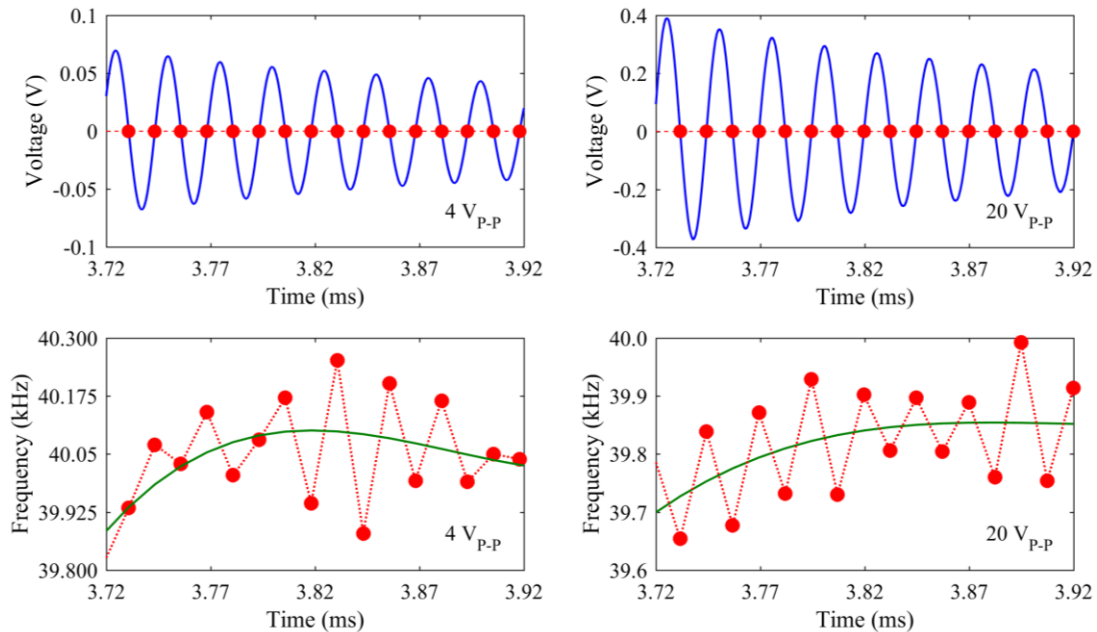 0.1
0.05
0
-0.05
-0.1
Voltage (V)
4 V_P-P
3.72 3.77 3.82 3.87 3.92
Time (ms)
0.4
0.2
0
-0.2
-0.4
Voltage (V)
20 V_P-P
3.72 3.77 3.82 3.87 3.92
Time (ms)
40.300
40.175
40.05
39.925
39.800
Frequency (kHz)
4 V_P-P
3.72 3.77 3.82 3.87 3.92
Time (ms)
40.0
39.9
39.8
39.7
39.6
Frequency (kHz)
20 V_P-P
3.72 3.77 3.82 3.87 3.92
Time (ms)